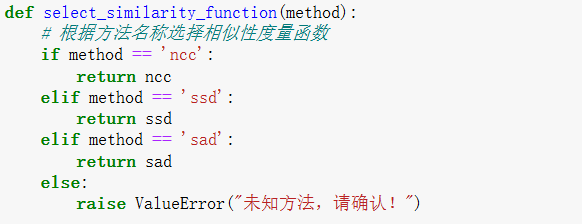 def select_similarity_function(method):
    # 根据方法名称选择相似性度量函数
    if method == 'ncc':
        return ncc
    elif method == 'ssd':
        return ssd
    elif method == 'sad':
        return sad
    else:
        raise ValueError("未知方法，请确认！")